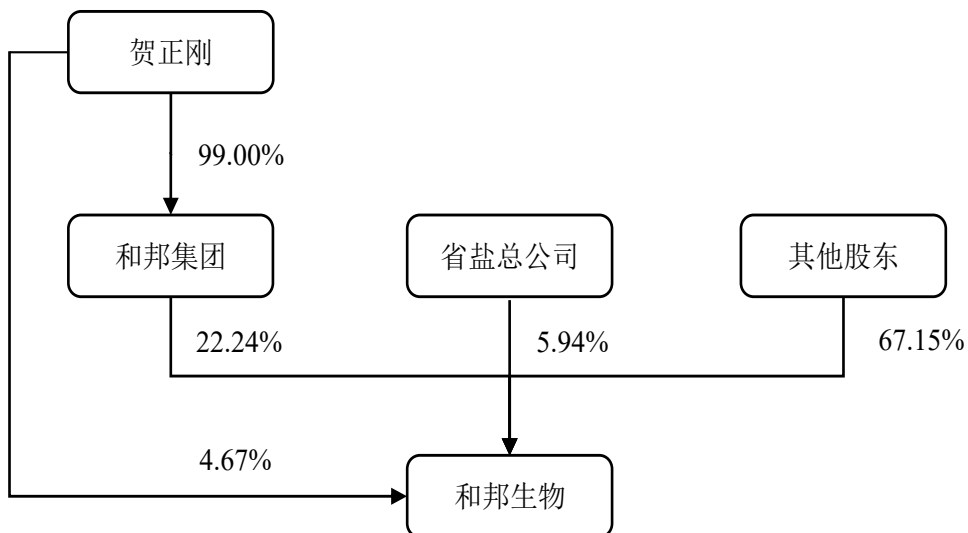 贺正刚
99.00%
和邦集团
省盐总公司
其他股东
22.24%
5.94%
67.15%
4.67%
和邦生物